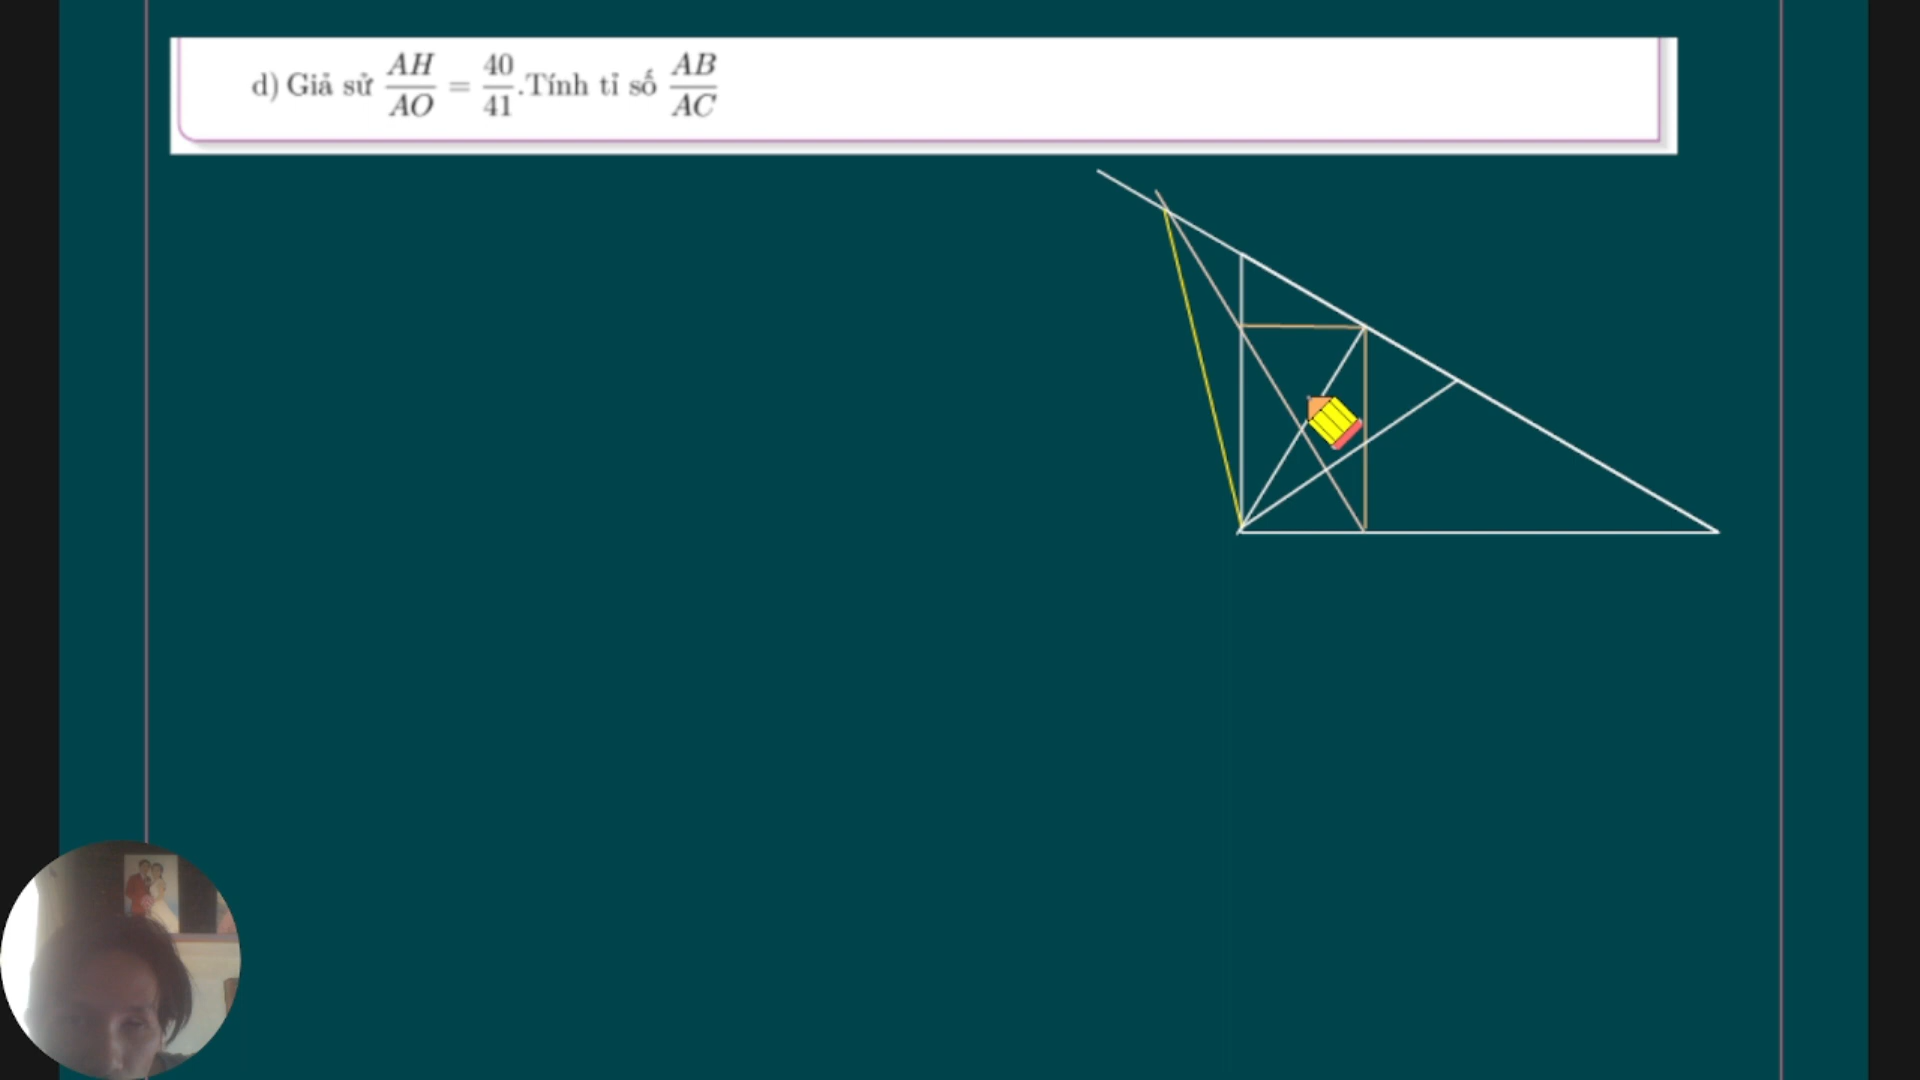 d) Giả sử AH/AO = 40/41.Tính tỉ số AB/AC